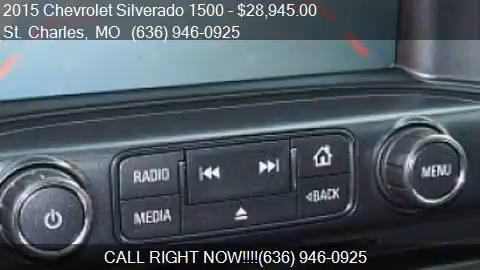 2015 Chevrolet Silverado 1500 - $28,945.00
St. Charles, MO (636) 946-0925
RADIO
MEDIA
◁BACK
MENU
CALL RIGHT NOW!!!!(636) 946-0925